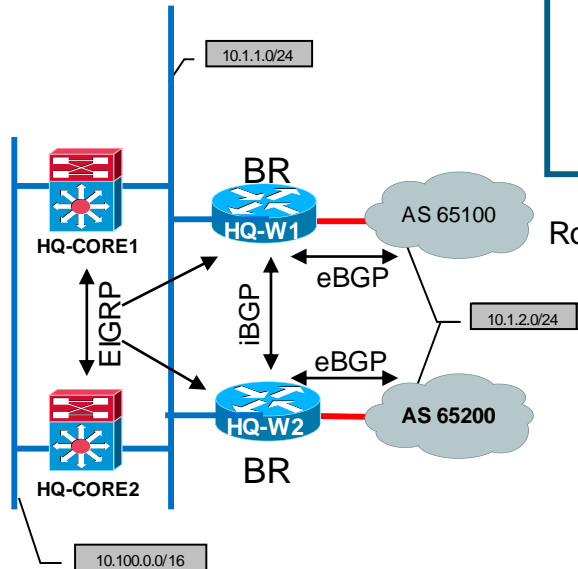 10.1.1.0/24
BR
HQ-CORE1
HQ-W1
AS 65100
Ro
eBGP
EIGRP
iBGP
10.1.2.0/24
eBGP
HQ-W2
AS 65200
BR
HQ-CORE2
10.100.0.0/16